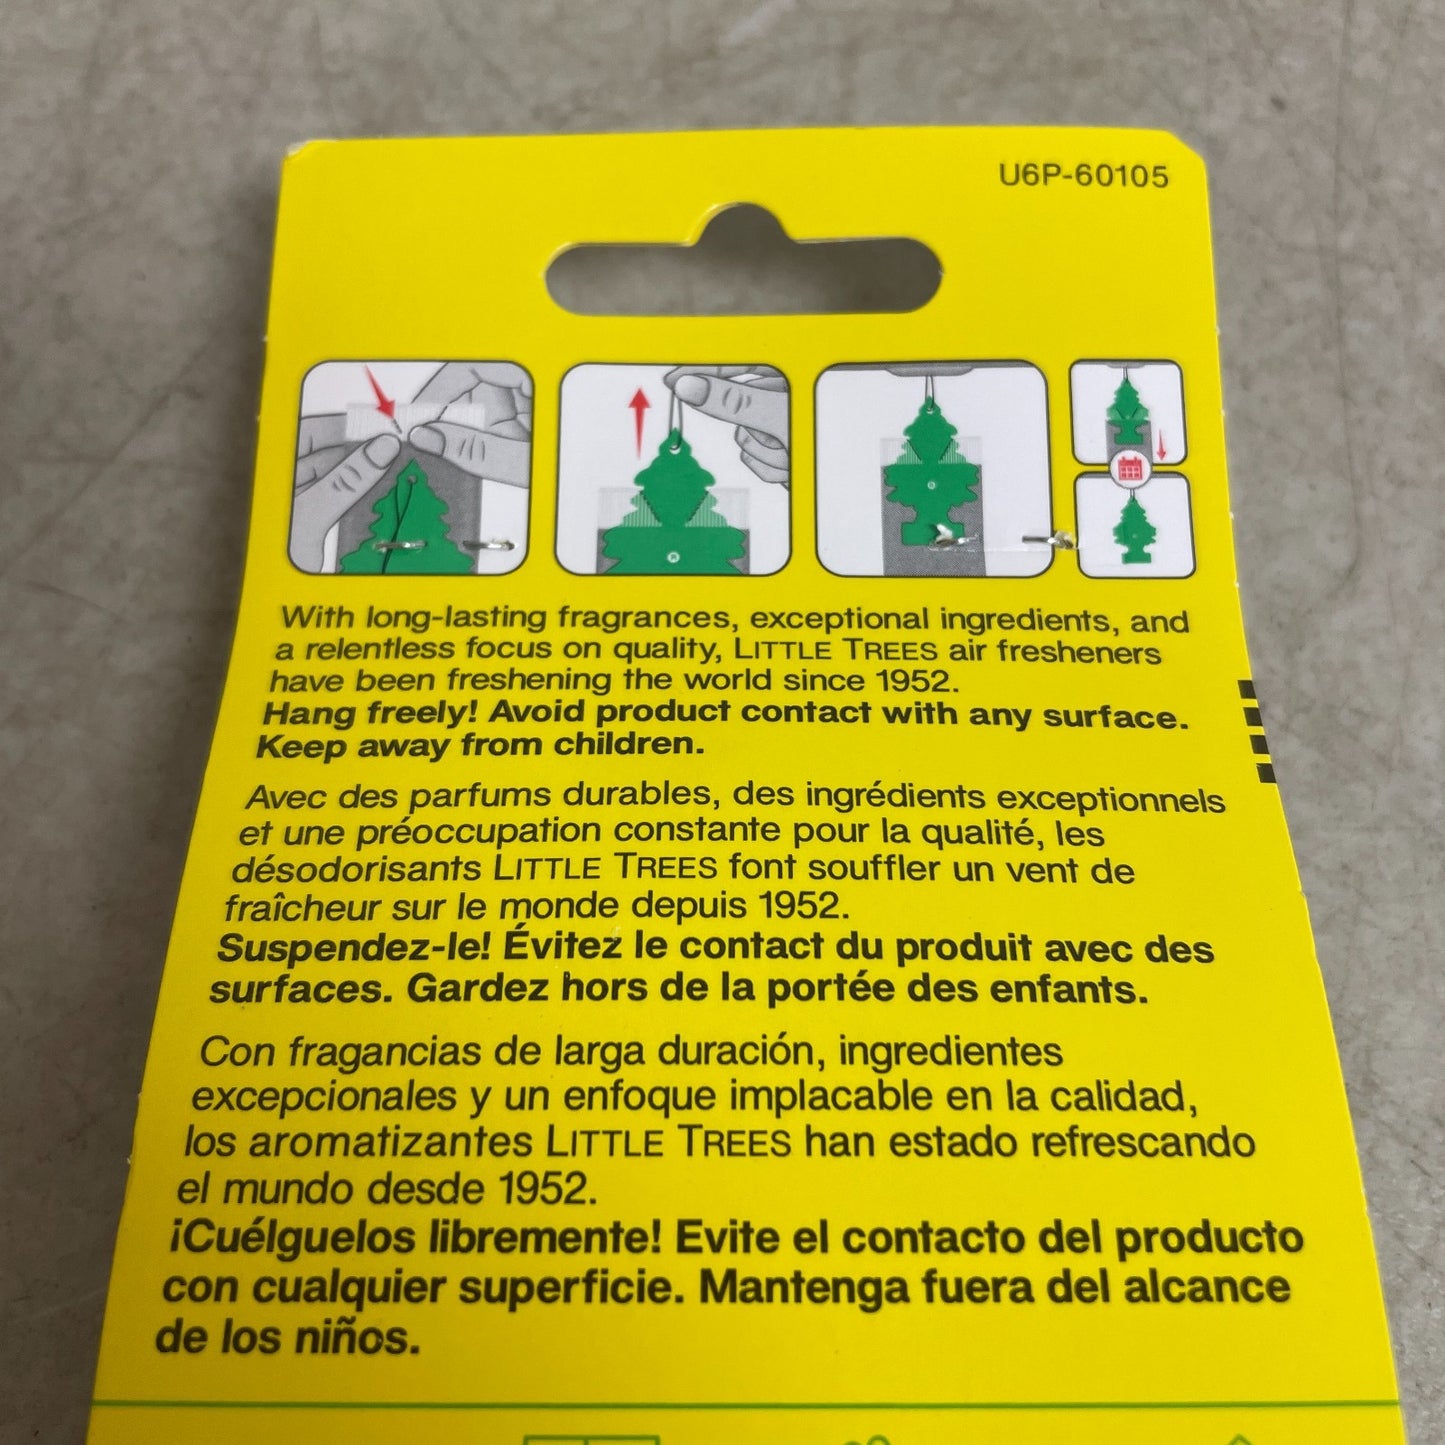 U6P-60105
With long-lasting fragrances, exceptional ingredients, and
a relentless focus on quality, LITTLE TREES air fresheners
have been freshening the world since 1952.
Hang freely! Avoid product contact with any surface.
Keep away from children.
Avec des parfums durables, des ingrédients exceptionnels
et une préoccupation constante pour la qualité, les
désodorisants LITTLE TREES font souffler un vent de
fraîcheur sur le monde depuis 1952.
Suspendez-le! Évitez le contact du produit avec des
surfaces. Gardez hors de la portée des enfants.
Con fragancias de larga duración, ingredientes
excepcionales y un enfoque implacable en la calidad,
los aromatizantes LITTLE TREES han estado refrescando
el mundo desde 1952.
¡Cuélguelos libremente! Evite el contacto del producto
con cualquier superficie. Mantenga fuera del alcance
de los niños.